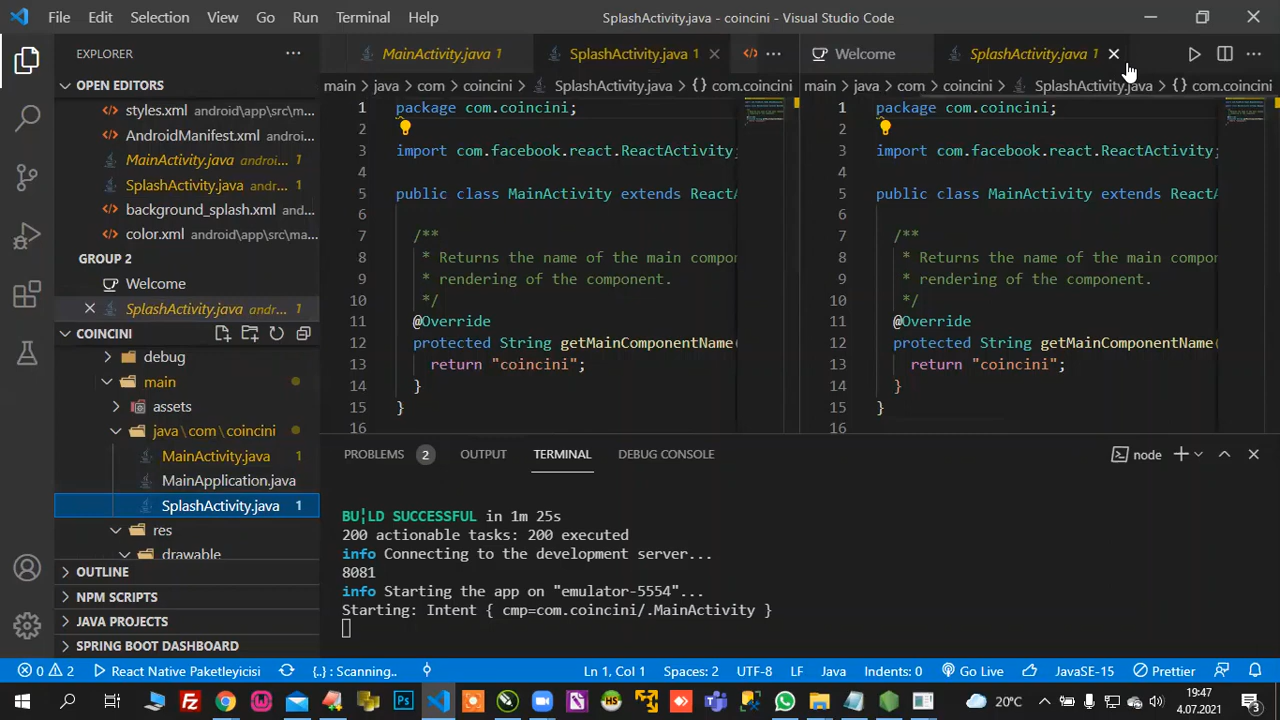 File Edit Selection View Go Run Terminal Help SplashActivity.java - coincini - Visual Studio Code
EXPLORER
OPEN EDITORS
styles.xml android\app\src\m...
AndroidManifest.xml android...
MainActivity.java androi... 1
SplashActivity.java andr... 1
background_splash.xml and...
color.xml android\app\src\ma...
GROUP 2
Welcome
SplashActivity.java andr... 1
COINCINI
debug
main
assets
java\com\coincini
MainActivity.java 1
MainApplication.java
SplashActivity.java 1
res
drawable
OUTLINE
NPM SCRIPTS
JAVA PROJECTS
SPRING BOOT DASHBOARD
MainActivity.java 1 SplashActivity.java 1
main java com coincini SplashActivity.java {} com.coincini
1 package com.coincini;
2
3 import com.facebook.react.ReactActivity;
4
5 public class MainActivity extends ReactA
6
7 /**
8 * Returns the name of the main compon
9 * rendering of the component.
10 */
11 @Override
12 protected String getMainComponentName(
13 return "coincini";
14 }
15 }
16
Welcome SplashActivity.java 1
main java com coincini SplashActivity.java {} com.coincini
1 package com.coincini;
2
3 import com.facebook.react.ReactActivity;
4
5 public class MainActivity extends ReactA
6
7 /**
8 * Returns the name of the main compon
9 * rendering of the component.
10 */
11 @Override
12 protected String getMainComponentName(
13 return "coincini";
14 }
15 }
16
PROBLEMS 2 OUTPUT TERMINAL DEBUG CONSOLE node
BU¦LD SUCCESSFUL in 1m 25s
200 actionable tasks: 200 executed
info Connecting to the development server...
8081
info Starting the app on "emulator-5554"...
Starting: Intent { cmp=com.coincini/.MainActivity }
0 2 React Native Paketleyicisi {..} : Scanning.. Ln 1, Col 1 Spaces: 2 UTF-8 LF Java Indents: 0 Go Live JavaSE-15 Prettier
20°C 19:47
4.07.2021 3